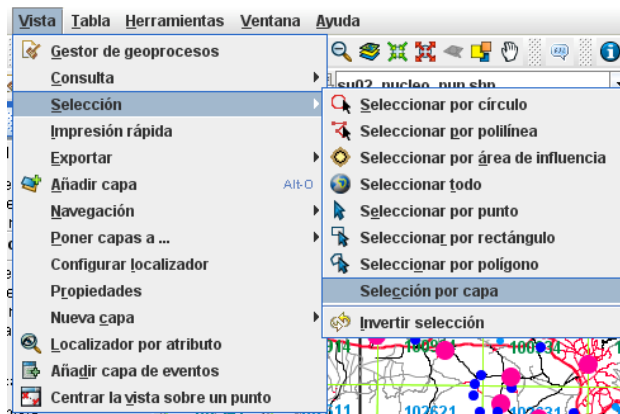 Vista Tabla Herramientas Ventana Ayuda
Gestor de geoprocesos
Consulta
su02_nucleo_pun.shp
Selección
Seleccionar por círculo
Impresión rápida
Seleccionar por polilínea
Exportar
Seleccionar por área de influencia
Añadir capa Alt-O
Seleccionar todo
Navegación
Seleccionar por punto
Poner capas a ...
Seleccionar por rectángulo
Configurar localizador
Seleccionar por polígono
Propiedades
Selección por capa
Nueva capa
Invertir selección
Localizador por atributo
Añadir capa de eventos
Centrar la vista sobre un punto
102621